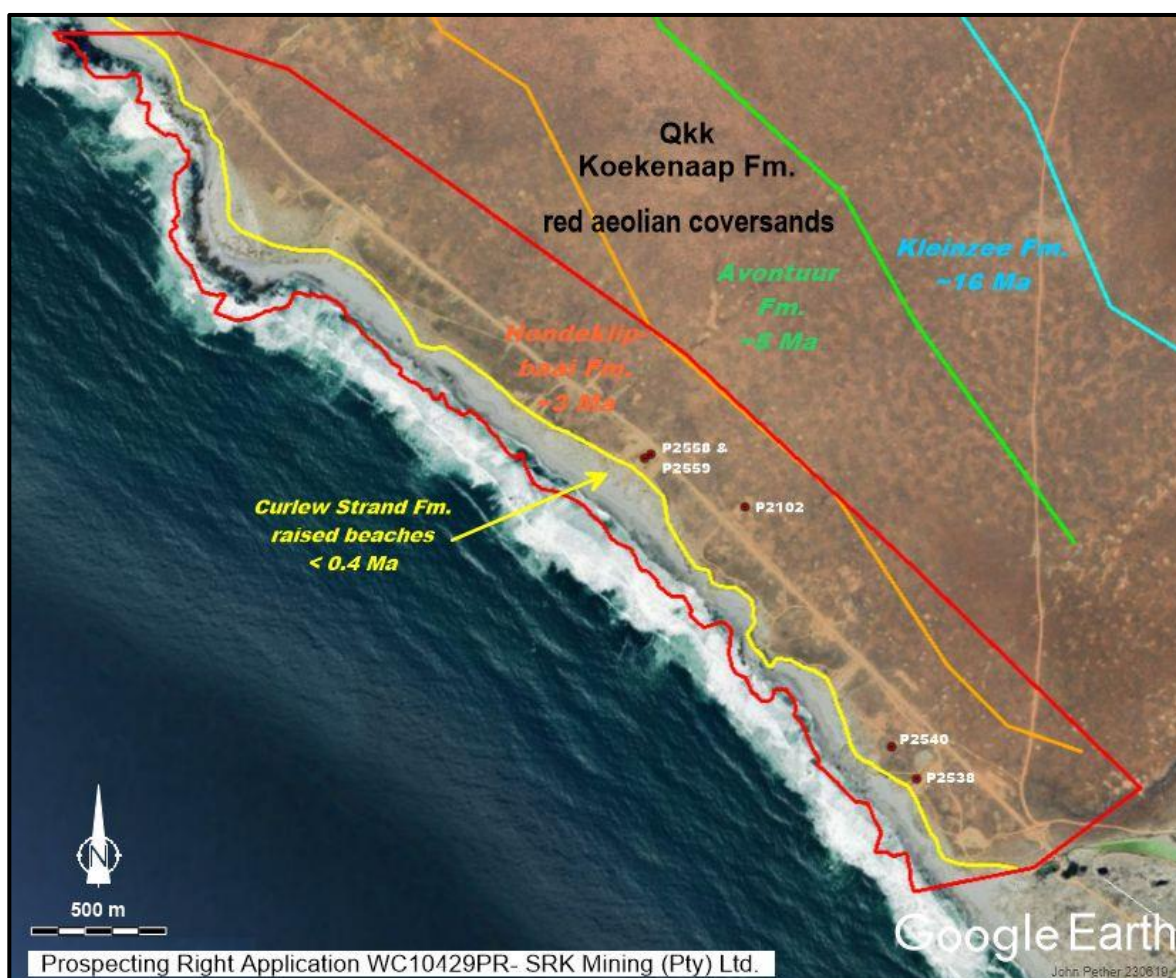 Qkk
Koekenaap Fm.
red aeolian coversands
Kleinzee Fm.
~16 Ma
Avontuur
Fm.
Hondeklip-
baai Fm.
~3 Ma
P2558 &
P2559
P2102
Curlew Strand Fm.
raised beaches
< 0.4 Ma
P2540
P2538
N
500 m
Google Earth
Prospecting Right Application WC10429PR- SRK Mining (Pty) Ltd.